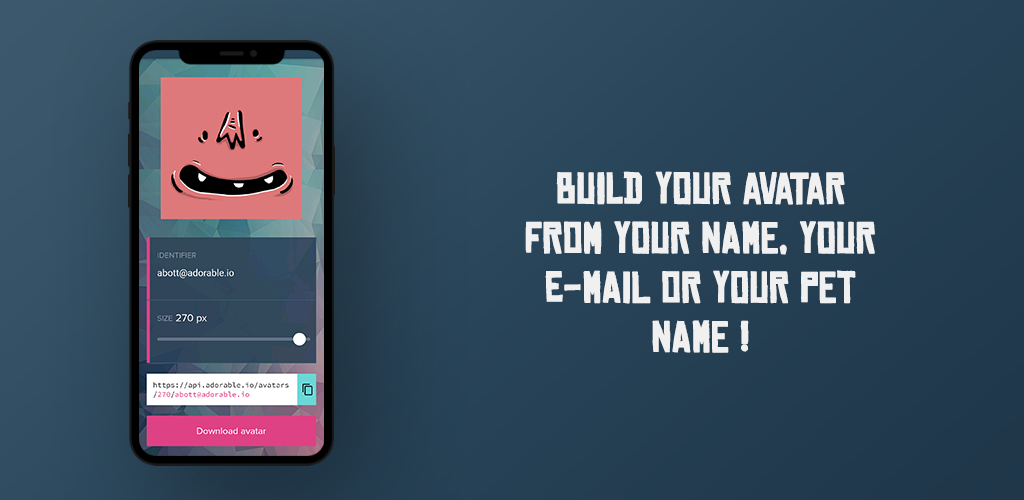 IDENTIFIER
abott@adorable.io
SIZE 270 px
https://api.adorable.io/avatars
/270/abott@adorable.io
Download avatar
BUILD YOUR AVATAR
FROM YOUR NAME, YOUR
E-MAIL OR YOUR PET
NAME !